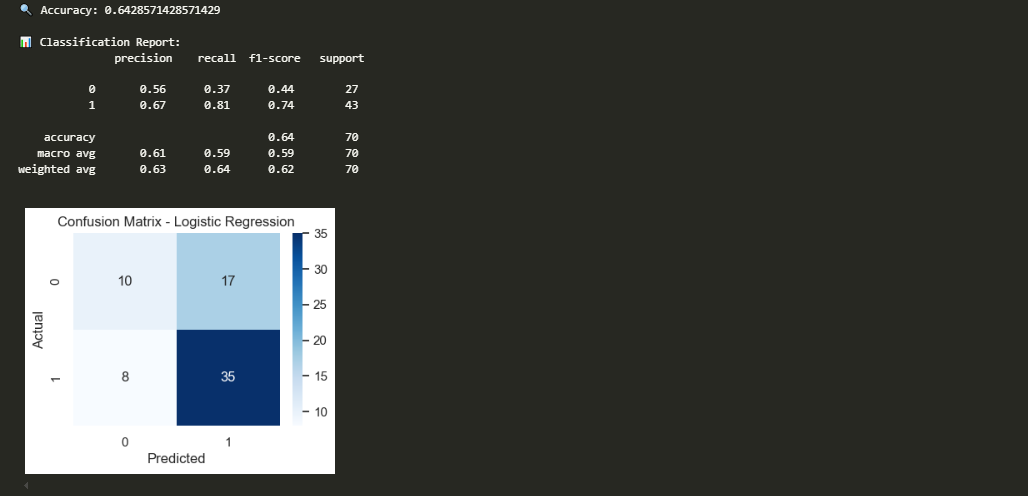 🔍 Accuracy: 0.6428571428571429
📊 Classification Report:
precision recall f1-score support
0 0.56 0.37 0.44 27
1 0.67 0.81 0.74 43
accuracy 0.64 70
macro avg 0.61 0.59 0.59 70
weighted avg 0.63 0.64 0.62 70
Confusion Matrix - Logistic Regression
35
30
25
20
15
10
Actual
0
1
10 17
8 35
0 1
Predicted